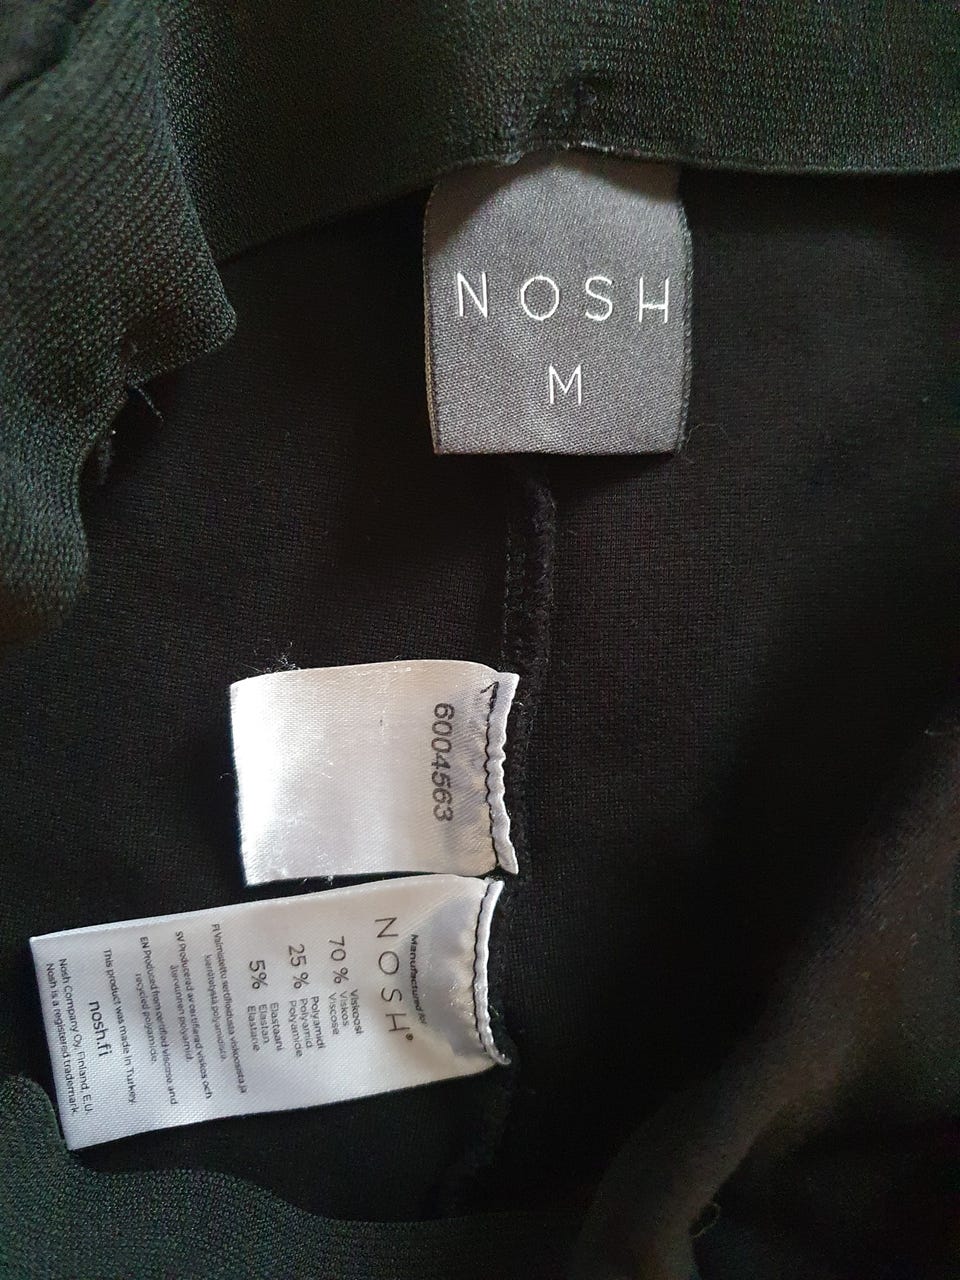 NOSH
M
6004563
Manufactured for
NOSH®
70 % Viskoosi
Viskos
Viscose
25 % Polyamidi
Polyamid
Polyamide
5% Elastaani
Elastan
Elastane
FI Valmistettu sertifioidusta viskoosista ja
kierrätetystä polyamidista.
SV Producerad av certifierad viskos och
återvunnen polyamid.
EN Produced from certified viscose and
recycled polyamide.
This product was made in Turkey.
nosh.fi
Nosh Company Oy, Finland, E.U.
Nosh is a registered trademark.